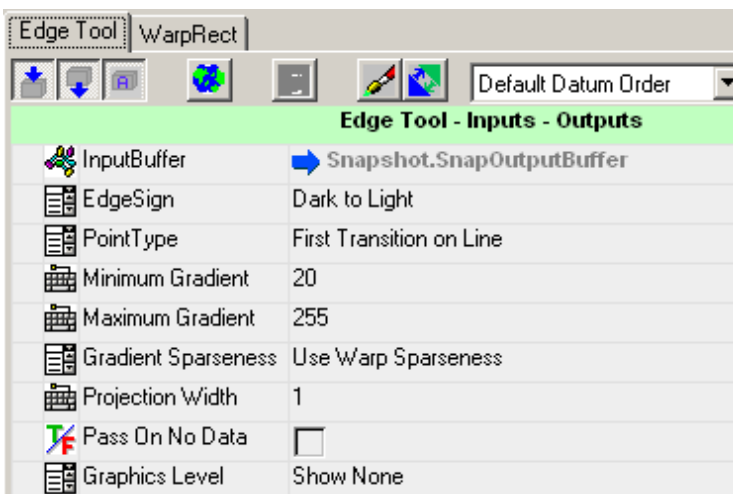 Edge Tool WarpRect
A Default Datum Order
Edge Tool - Inputs - Outputs
InputBuffer Snapshot.SnapOutputBuffer
EdgeSign Dark to Light
PointType First Transition on Line
Minimum Gradient 20
Maximum Gradient 255
Gradient Sparseness Use Warp Sparseness
Projection Width 1
T/F Pass On No Data
Graphics Level Show None